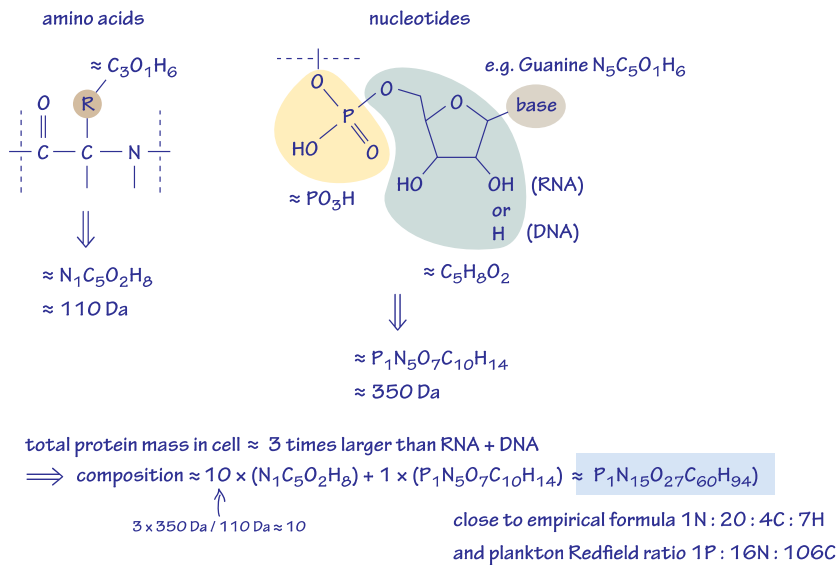 amino acids
≈ C₃O₁H₆
O
R
C C N
≈ N₁C₅O₂H₈
≈ 110 Da
nucleotides
e.g. Guanine N₅C₅O₁H₆
O
O
O
base
P
HO
O
≈ PO₃H
HO
OH (RNA)
or
H (DNA)
≈ C₅H₈O₂
≈ P₁N₅O₇C₁₀H₁₄
≈ 350 Da
total protein mass in cell ≈ 3 times larger than RNA + DNA
⇒ composition ≈ 10 × (N₁C₅O₂H₈) + 1 × (P₁N₅O₇C₁₀H₁₄) ≈ P₁N₁₅O₂₇C₆₀H₉₄)
3 x 350 Da / 110 Da ≈ 10
close to empirical formula 1N : 2O : 4C : 7H
and plankton Redfield ratio 1P : 16N : 106C